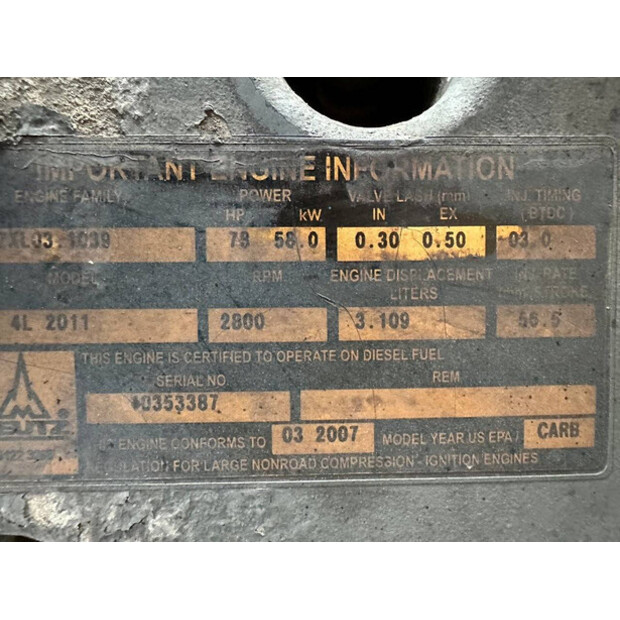 IMPORTANT ENGINE INFORMATION
ENGINE FAMILY POWER VALVE LASH (mm) INJ. TIMING
HP kW IN EX (BTDC)
78 58.0 0.30 0.50 03.0
MODEL RPM ENGINE DISPLACEMENT INJ. RATE
LITERS
4L 2011 2800 3.109 56.5
THIS ENGINE IS CERTIFIED TO OPERATE ON DIESEL FUEL
SERIAL NO REM
0353387
DEUTZ
ENGINE CONFORMS TO 03 2007 MODEL YEAR US EPA / CARB
FOR LARGE NONROAD COMPRESSION - IGNITION ENGINES